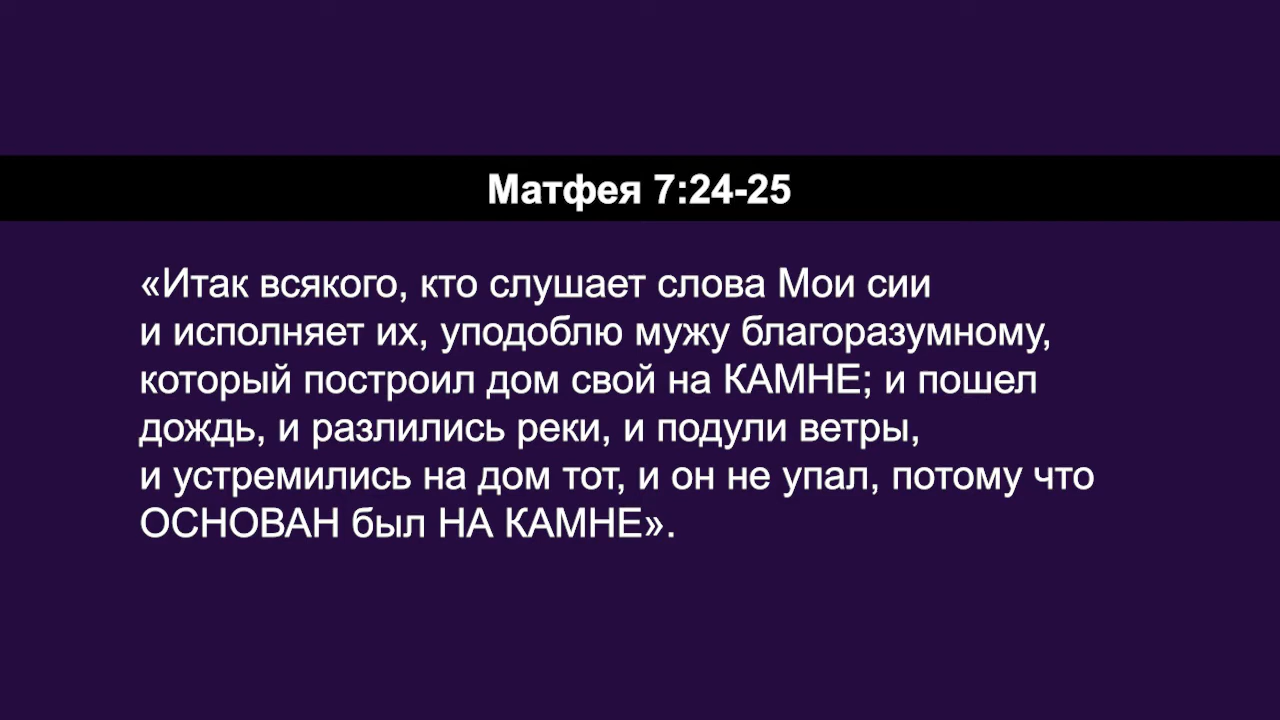 Матфея 7:24-25
«Итак всякого, кто слушает слова Мои сии
и исполняет их, уподоблю мужу благоразумному,
который построил дом свой на КАМНЕ; и пошел
дождь, и разлились реки, и подули ветры,
и устремились на дом тот, и он не упал, потому что
ОСНОВАН был НА КАМНЕ».